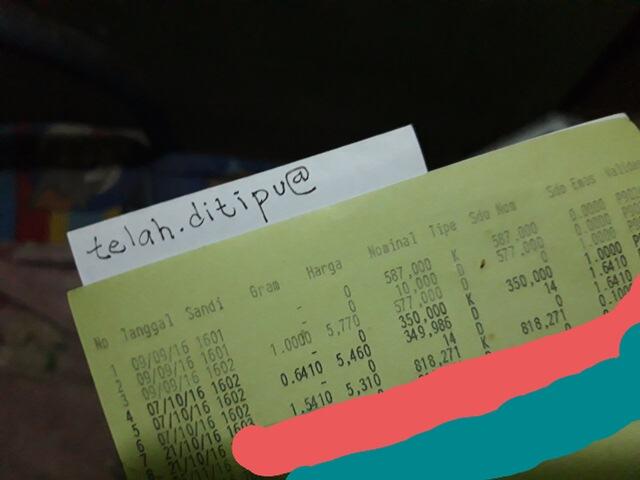 telah.ditipu@
No Tanggal Sandi Gram Harga Nominal Tipe Sdo Nom Sdo Emas
1 09/09/16 1601 - 0 587,000 K 587,000 0.0000
2 09/09/16 1601 - 0 10,000 D 577,000 0.0000
3 09/09/16 1602 1.0000 5,770 577,000 D 0 1.0000
4 07/10/16 - 0 350,000 K 350,000 1.0000
5 07/10/16 1602 0.6410 5,460 349,986 D 14 1.6410
6 07/10/16 1602 - 0 14 D 0 1.6410
7 21/10/16 1.5410 5,310 818,271 K 818,271
21/10/16